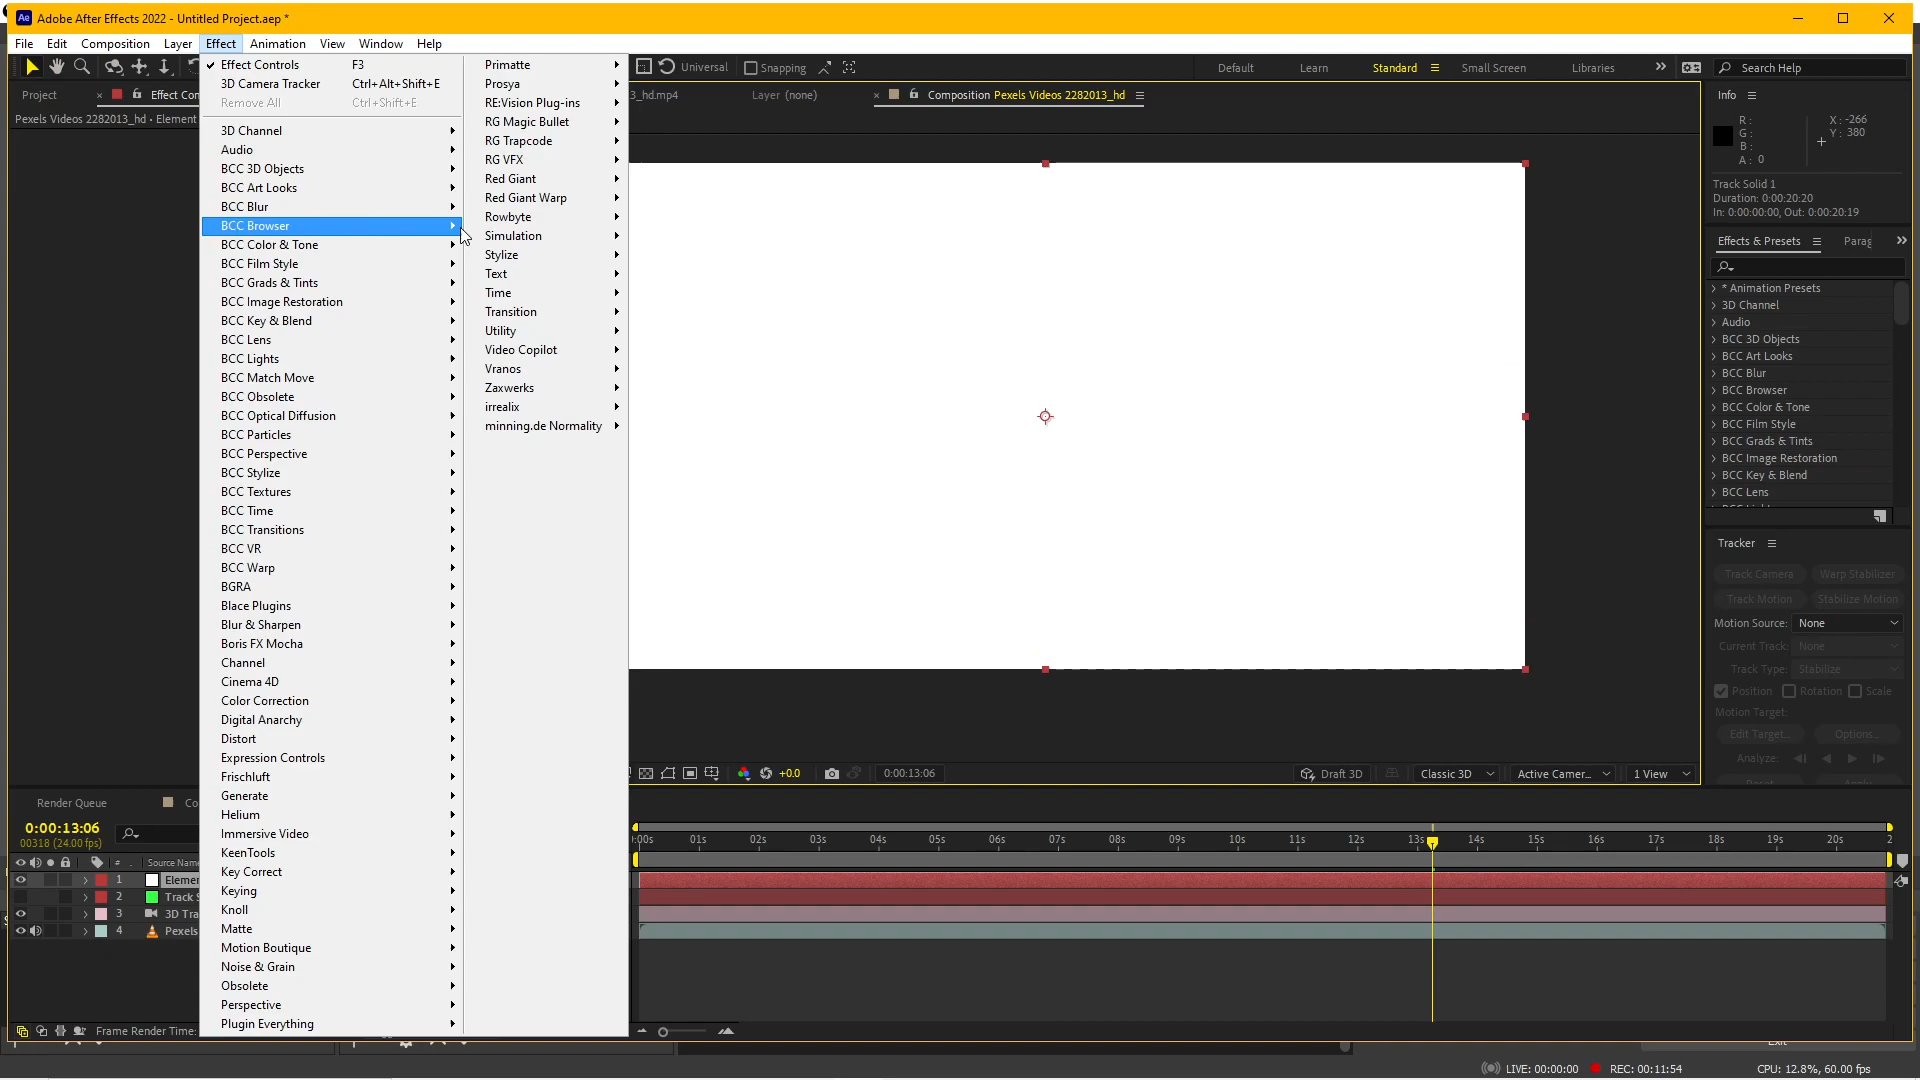 Adobe After Effects 2022 - Untitled Project.aep *
File Edit Composition Layer Effect Animation View Window Help
Universal Snapping Default Learn Standard Small Screen Libraries Search Help
Effect Controls F3
3D Camera Tracker Ctrl+Alt+Shift+E
Remove All Ctrl+Shift+E
3D Channel
Audio
BCC 3D Objects
BCC Art Looks
BCC Blur
BCC Browser
BCC Color & Tone
BCC Film Style
BCC Grads & Tints
BCC Image Restoration
BCC Key & Blend
BCC Lens
BCC Lights
BCC Match Move
BCC Obsolete
BCC Optical Diffusion
BCC Particles
BCC Perspective
BCC Stylize
BCC Textures
BCC Time
BCC Transitions
BCC VR
BCC Warp
BGRA
Blace Plugins
Blur & Sharpen
Boris FX Mocha
Channel
Cinema 4D
Color Correction
Digital Anarchy
Distort
Expression Controls
Frischluft
Generate
Helium
Immersive Video
KeenTools
Key Correct
Keying
Knoll
Matte
Motion Boutique
Noise & Grain
Obsolete
Perspective
Plugin Everything
Primatte
Prosya
RE:Vision Plug-ins
RG Magic Bullet
RG Trapcode
RG VFX
Red Giant
Red Giant Warp
Rowbyte
Simulation
Stylize
Text
Time
Transition
Utility
Video Copilot
Vranos
Zaxwerks
irrealix
minning.de Normality
Project Effect Con
Pexels Videos 2282013_hd • Element
3_hd.mp4 Layer (none) Composition Pexels Videos 2282013_hd
Info
R :
G :
B :
A : 0
X : -266
Y : 380
Track Solid 1
Duration: 0:00:20:20
In: 0:00:00:00, Out: 0:00:20:19
Effects & Presets Parag
* Animation Presets
3D Channel
Audio
BCC 3D Objects
BCC Art Looks
BCC Blur
BCC Browser
BCC Color & Tone
BCC Film Style
BCC Grads & Tints
BCC Image Restoration
BCC Key & Blend
BCC Lens
Tracker
Track Camera Warp Stabilizer
Track Motion Stabilize Motion
Motion Source: None
Current Track: None
Track Type: Stabilize
Position Rotation Scale
Motion Target:
Edit Target... Options...
Analyze:
+0.0 0:00:13:06 Draft 3D Classic 3D Active Camer... 1 View
Render Queue Co
0:00:13:06
00318 (24.00 fps)
:00s 01s 02s 03s 04s 05s 06s 07s 08s 09s 10s 11s 12s 13s 14s 15s 16s 17s 18s 19s 20s 2
# Source Name
1 Elemen
2 Track S
3 3D Tra
4 Pexels
Frame Render Time:
LIVE: 00:00:00 REC: 00:11:54 CPU: 12.8%, 60.00 fps